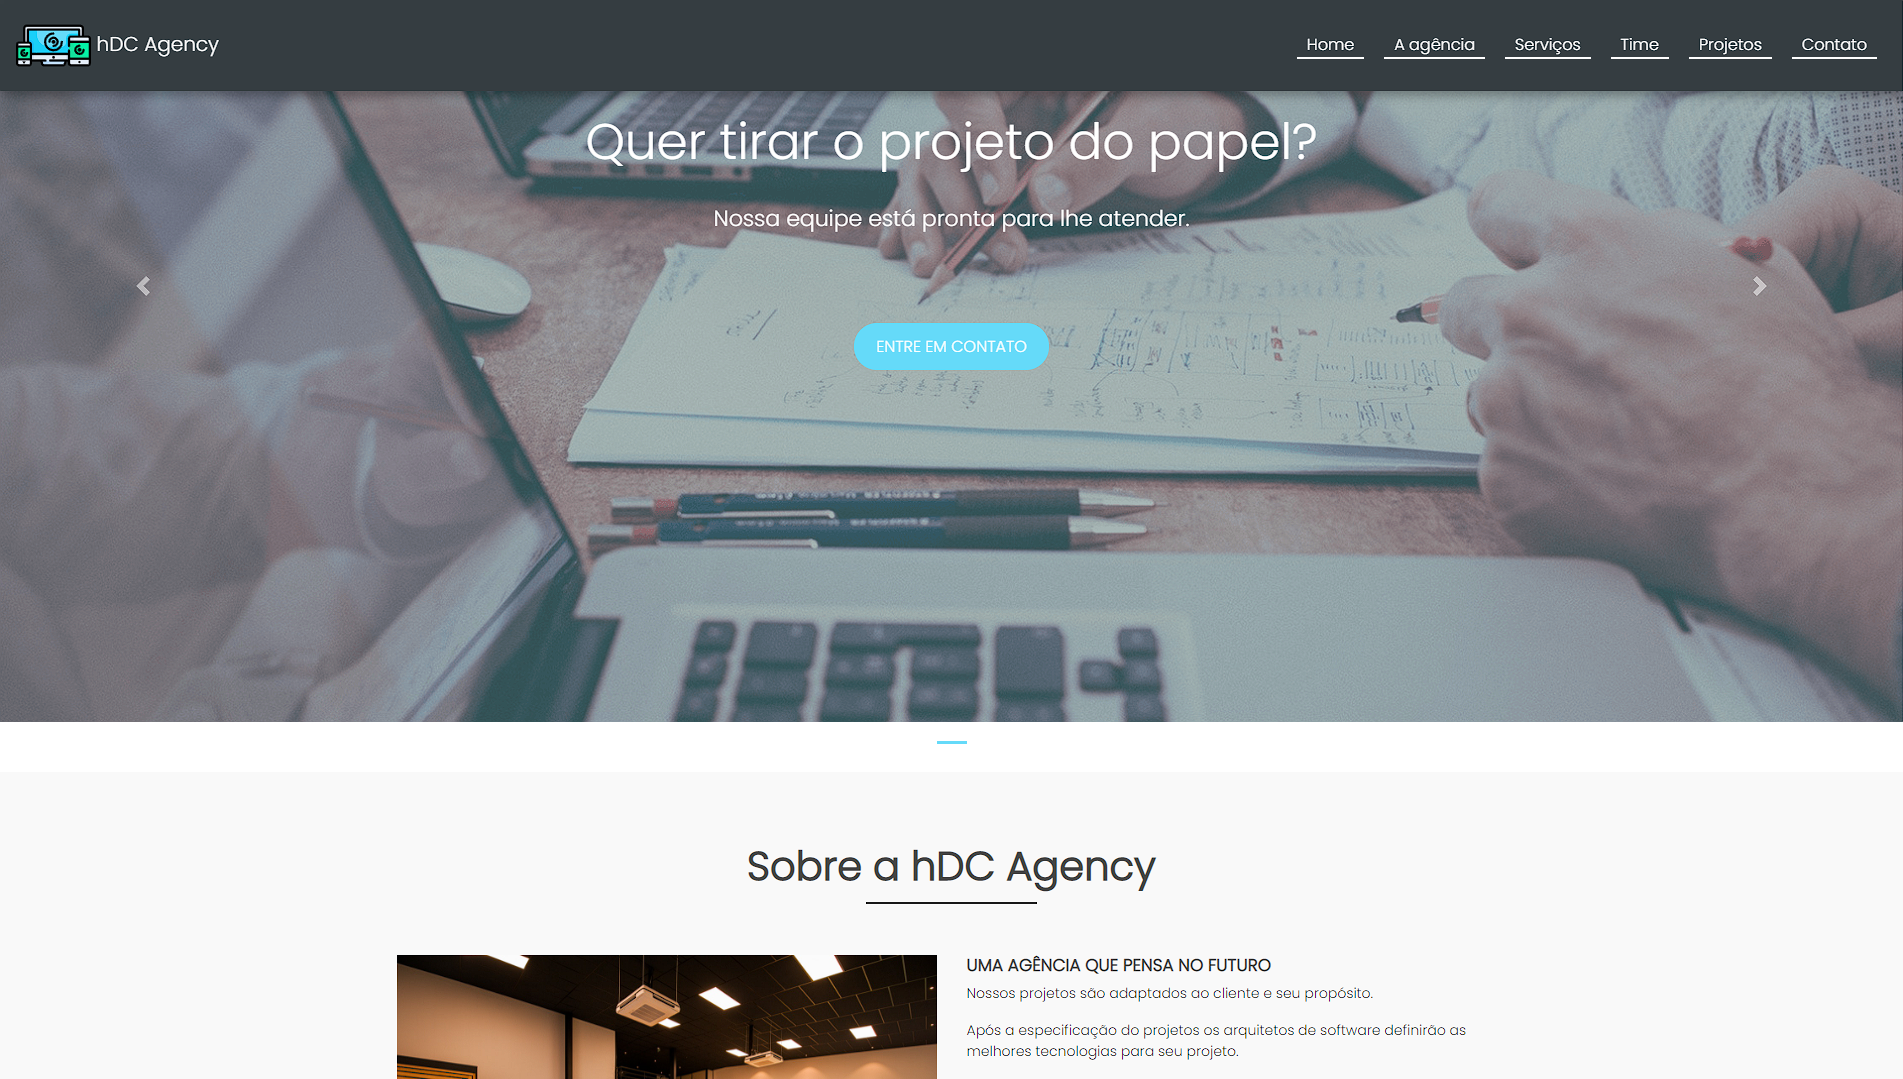 hDC Agency
Home A agência Serviços Time Projetos Contato
Quer tirar o projeto do papel?
Nossa equipe está pronta para lhe atender.
ENTRE EM CONTATO
Sobre a hDC Agency
UMA AGÊNCIA QUE PENSA NO FUTURO
Nossos projetos são adaptados ao cliente e seu propósito.
Após a especificação do projetos os arquitetos de software definirão as
melhores tecnologias para seu projeto.